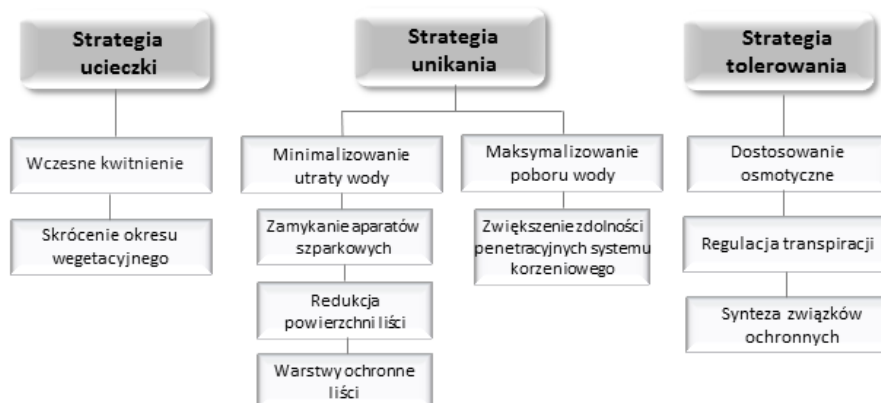 Strategia
ucieczki
Wczesne kwitnienie
Skrócenie okresu
wegetacyjnego
Strategia
unikania
Minimalizowanie
utraty wody
Zamykanie aparatów
szparkowych
Redukcja
powierzchni liści
Warstwy ochronne
liści
Maksymalizowanie
poboru wody
Zwiększenie zdolności
penetracyjnych systemu
korzeniowego
Strategia
tolerowania
Dostosowanie
osmotyczne
Regulacja transpiracji
Synteza związków
ochronnych